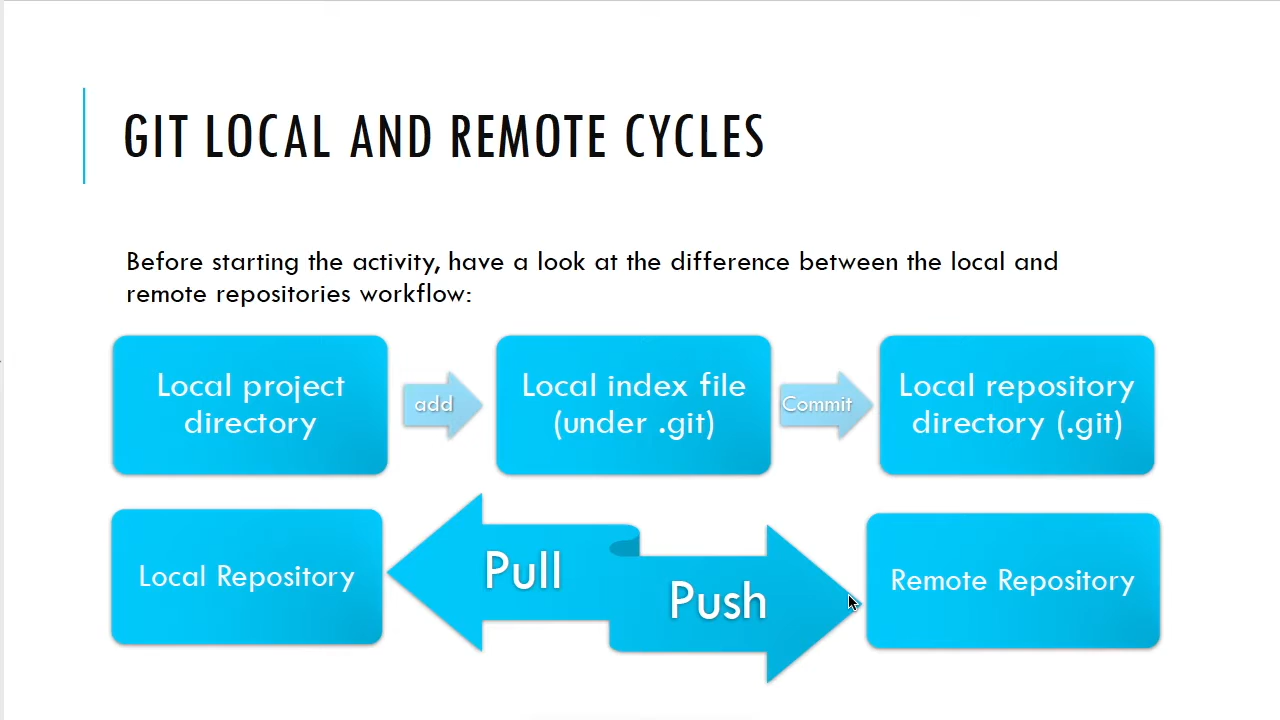 GIT LOCAL AND REMOTE CYCLES
Before starting the activity, have a look at the difference between the local and
remote repositories workflow:
Local project
directory
add
Local index file
(under .git)
Commit
Local repository
directory (.git)
Local Repository
Pull
Push
Remote Repository